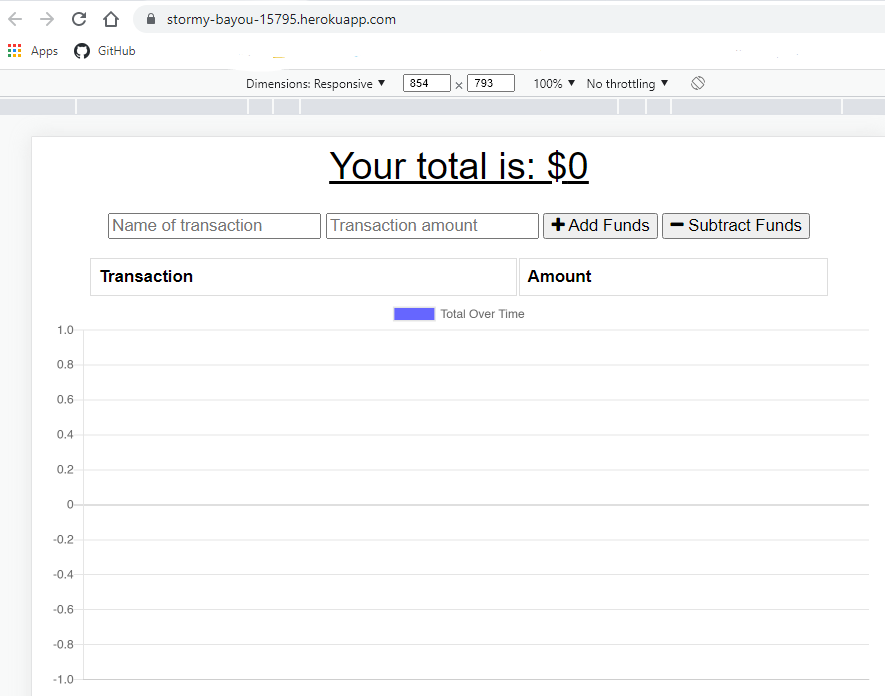 stormy-bayou-15795.herokuapp.com
Apps GitHub
Dimensions: Responsive ▼ 854 × 793 100% ▼ No throttling ▼
Your total is: $0
Name of transaction Transaction amount Add Funds Subtract Funds
Transaction Amount
Total Over Time
1.0
0.8
0.6
0.4
0.2
0
-0.2
-0.4
-0.6
-0.8
-1.0